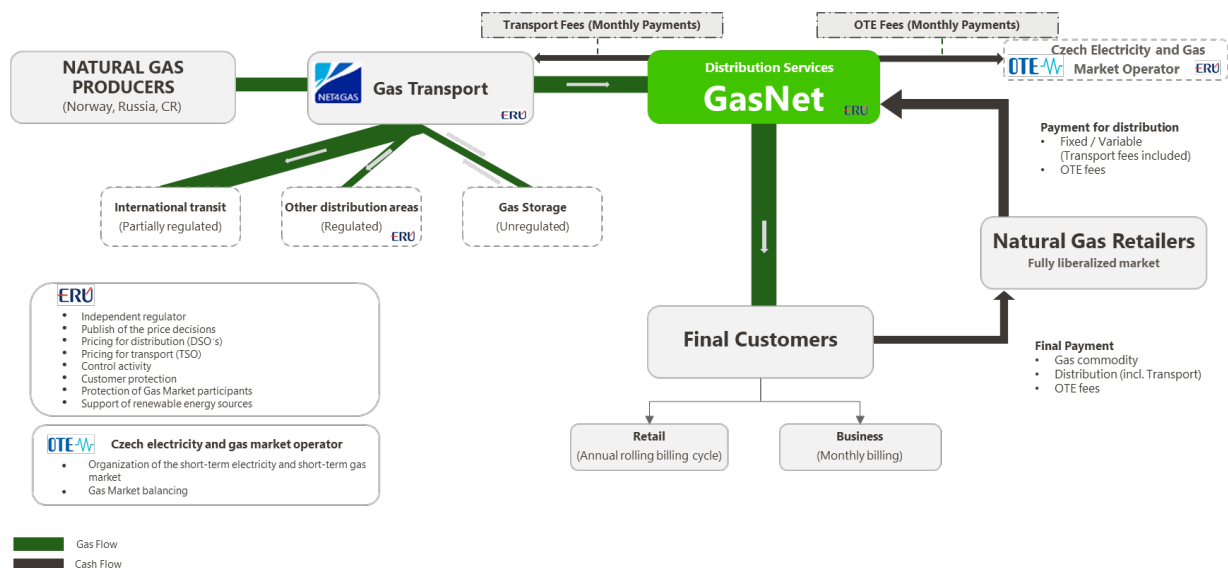 Transport Fees (Monthly Payments)
OTE Fees (Monthly Payments)
NATURAL GAS
PRODUCERS
(Norway, Russia, CR)
NET4GAS
Gas Transport
ERÚ
Distribution Services
GasNet
ERÚ
Czech Electricity and Gas
Market Operator
OTE
ERÚ
Payment for distribution
• Fixed / Variable
(Transport fees included)
• OTE fees
International transit
(Partially regulated)
Other distribution areas
(Regulated)
ERÚ
Gas Storage
(Unregulated)
Natural Gas Retailers
Fully liberalized market
ERÚ
• Independent regulator
• Publish of the price decisions
• Pricing for distribution (DSO´s)
• Pricing for transport (TSO)
• Control activity
• Customer protection
• Protection of Gas Market participants
• Support of renewable energy sources
Final Customers
Final Payment
• Gas commodity
• Distribution (incl. Transport)
• OTE fees
OTE
Czech electricity and gas market operator
• Organization of the short-term electricity and short-term gas
market
• Gas Market balancing
Retail
(Annual rolling billing cycle)
Business
(Monthly billing)
Gas Flow
Cash Flow